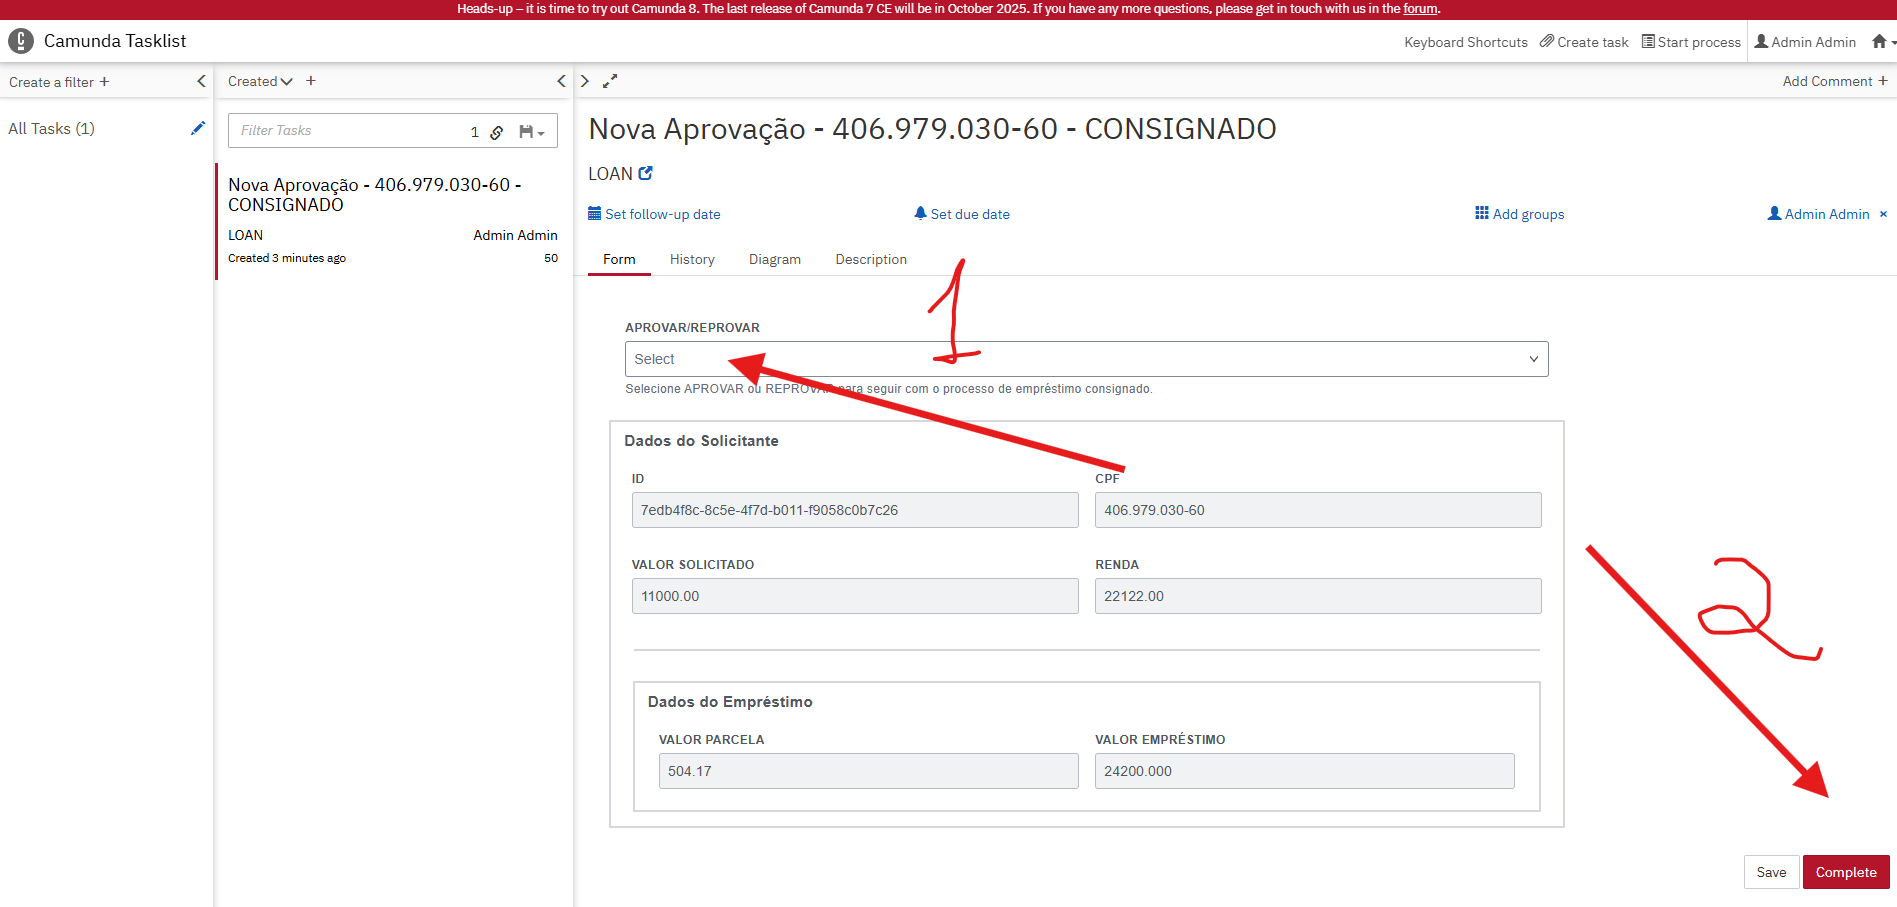 Heads-up – it is time to try out Camunda 8. The last release of Camunda 7 CE will be in October 2025. If you have any more questions, please get in touch with us in the forum.
Camunda Tasklist
Keyboard Shortcuts Create task Start process Admin Admin
Create a filter +
Created +
Add Comment +
All Tasks (1)
Filter Tasks 1
Nova Aprovação - 406.979.030-60 -
CONSIGNADO
LOAN Admin Admin
Created 3 minutes ago 50
Nova Aprovação - 406.979.030-60 - CONSIGNADO
LOAN
Set follow-up date Set due date Add groups Admin Admin ×
Form History Diagram Description
1
APROVAR/REPROVAR
Select
Selecione APROVAR ou REPROVAR para seguir com o processo de empréstimo consignado.
Dados do Solicitante
ID CPF
7edb4f8c-8c5e-4f7d-b011-f9058c0b7c26 406.979.030-60
VALOR SOLICITADO RENDA
11000.00 22122.00
2
Dados do Empréstimo
VALOR PARCELA VALOR EMPRÉSTIMO
504.17 24200.000
Save Complete